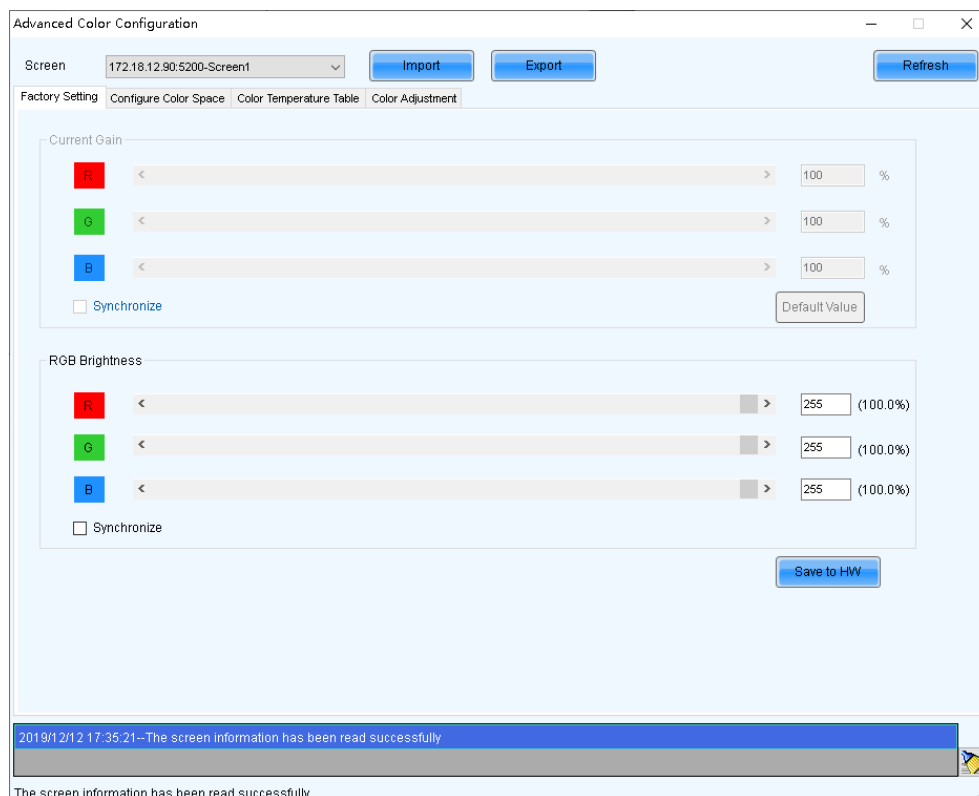 Advanced Color Configuration
Screen 172.18.12.90:5200-Screen1 Import Export Refresh
Factory Setting Configure Color Space Color Temperature Table Color Adjustment
Current Gain
R 100 %
G 100 %
B 100 %
Synchronize Default Value
RGB Brightness
R 255 (100.0%)
G 255 (100.0%)
B 255 (100.0%)
Synchronize
Save to HW
2019/12/12 17:35:21--The screen information has been read successfully
The screen information has been read successfully